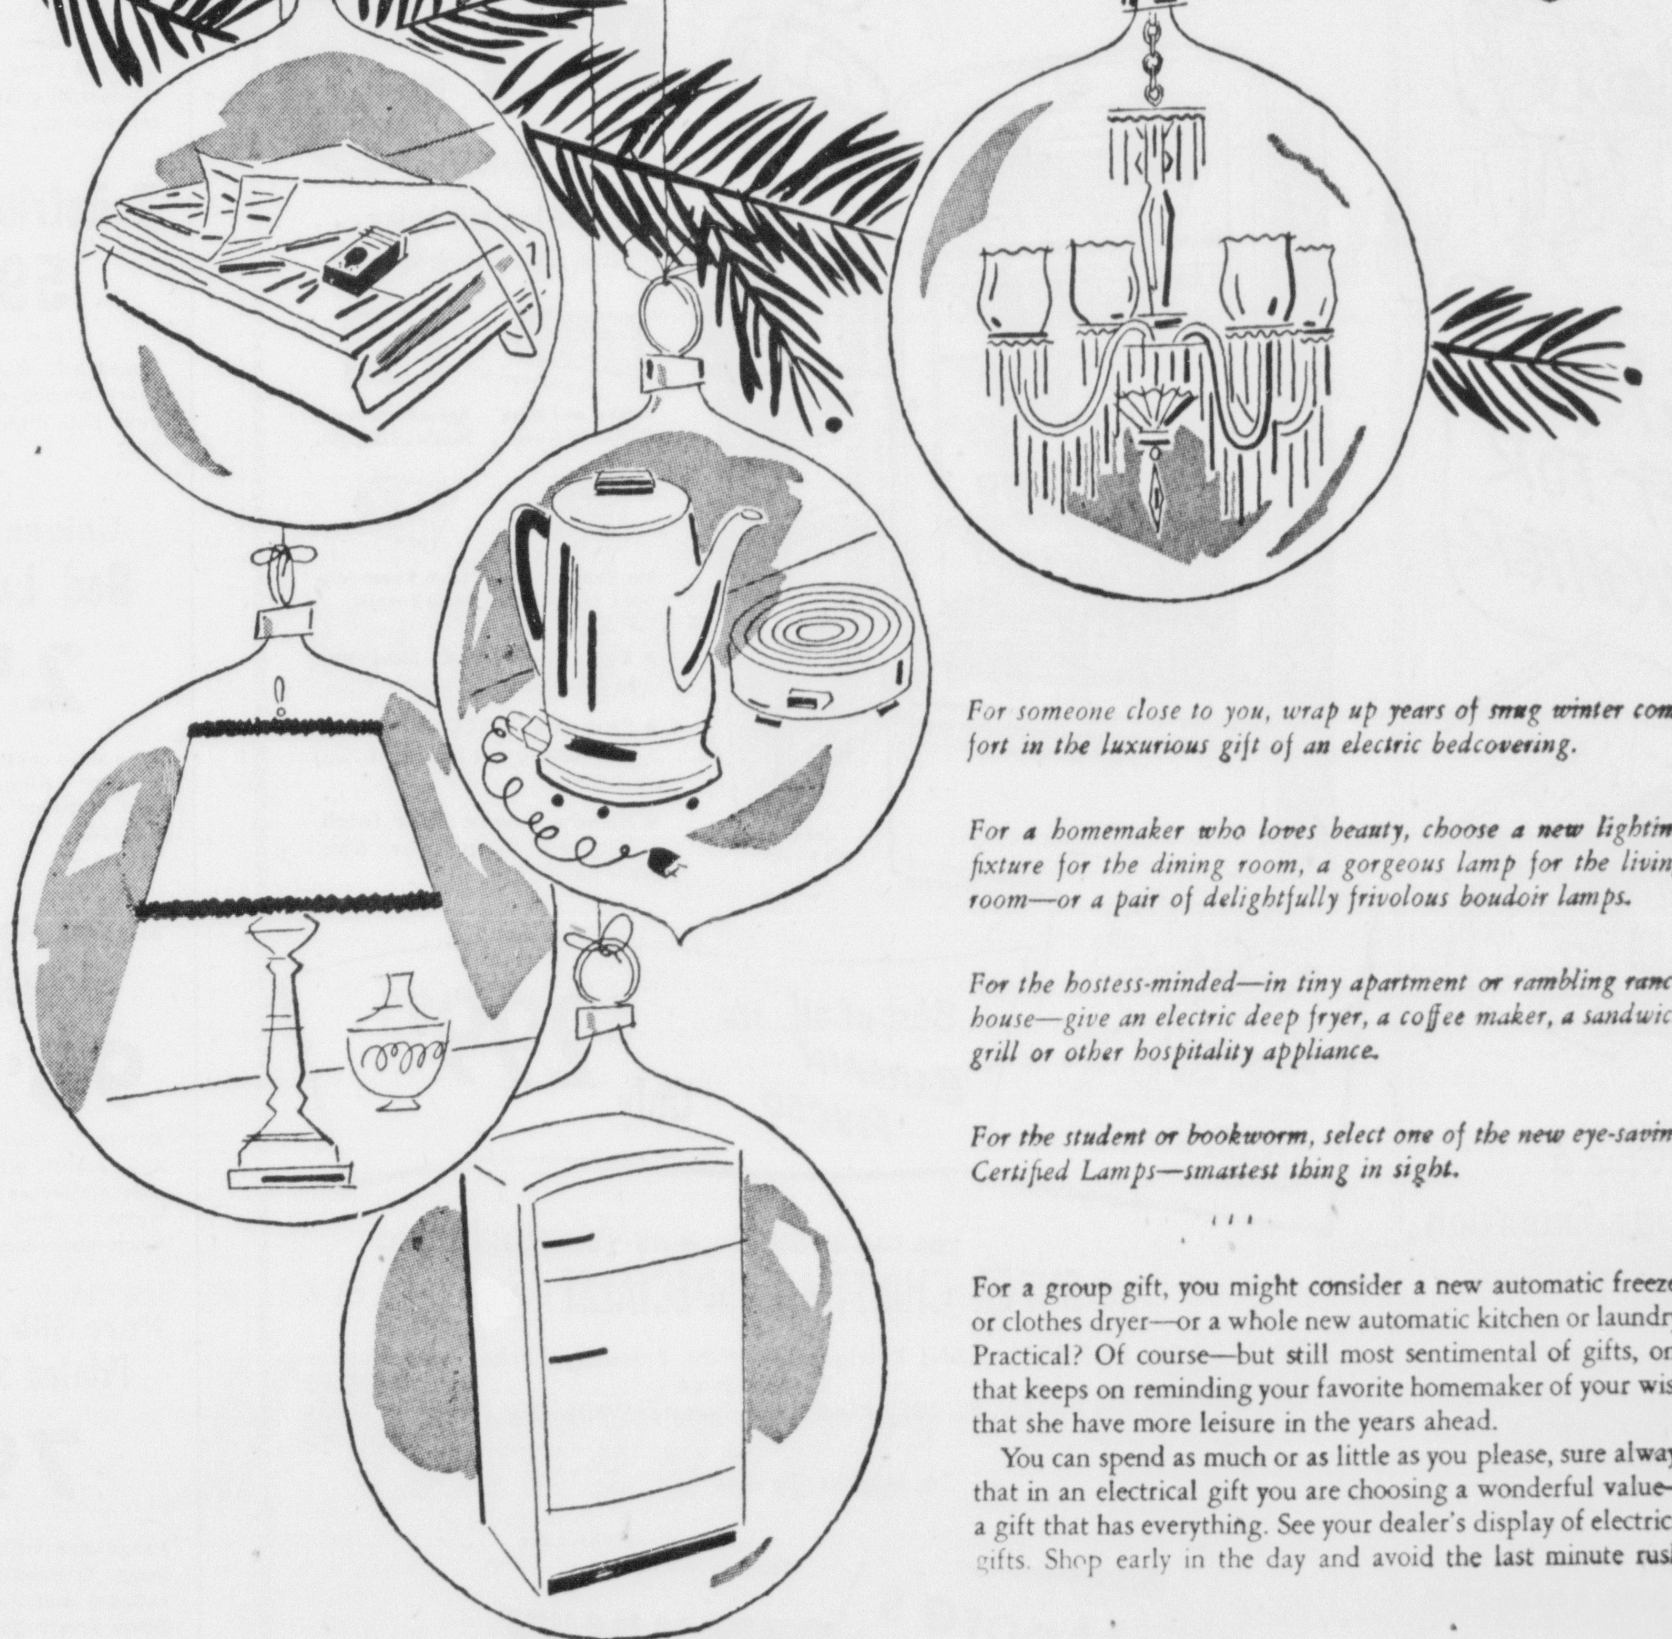 For someone close to you, wrap up years of snug winter com
fort in the luxurious gift of an electric bedcovering.
For a homemaker who loves beauty, choose a new lightin
fixture for the dining room, a gorgeous lamp for the livin
room—or a pair of delightfully frivolous boudoir lamps.
For the hostess-minded—in tiny apartment or rambling ranc
house—give an electric deep fryer, a coffee maker, a sandwic
grill or other hospitality appliance.
For the student or bookworm, select one of the new eye-savin
Certified Lamps—smartest thing in sight.
For a group gift, you might consider a new automatic freeze
or clothes dryer—or a whole new automatic kitchen or laundr
Practical? Of course—but still most sentimental of gifts, on
that keeps on reminding your favorite homemaker of your wis
that she have more leisure in the years ahead.
You can spend as much or as little as you please, sure alway
that in an electrical gift you are choosing a wonderful value—
a gift that has everything. See your dealer's display of electric
gifts. Shop early in the day and avoid the last minute rush